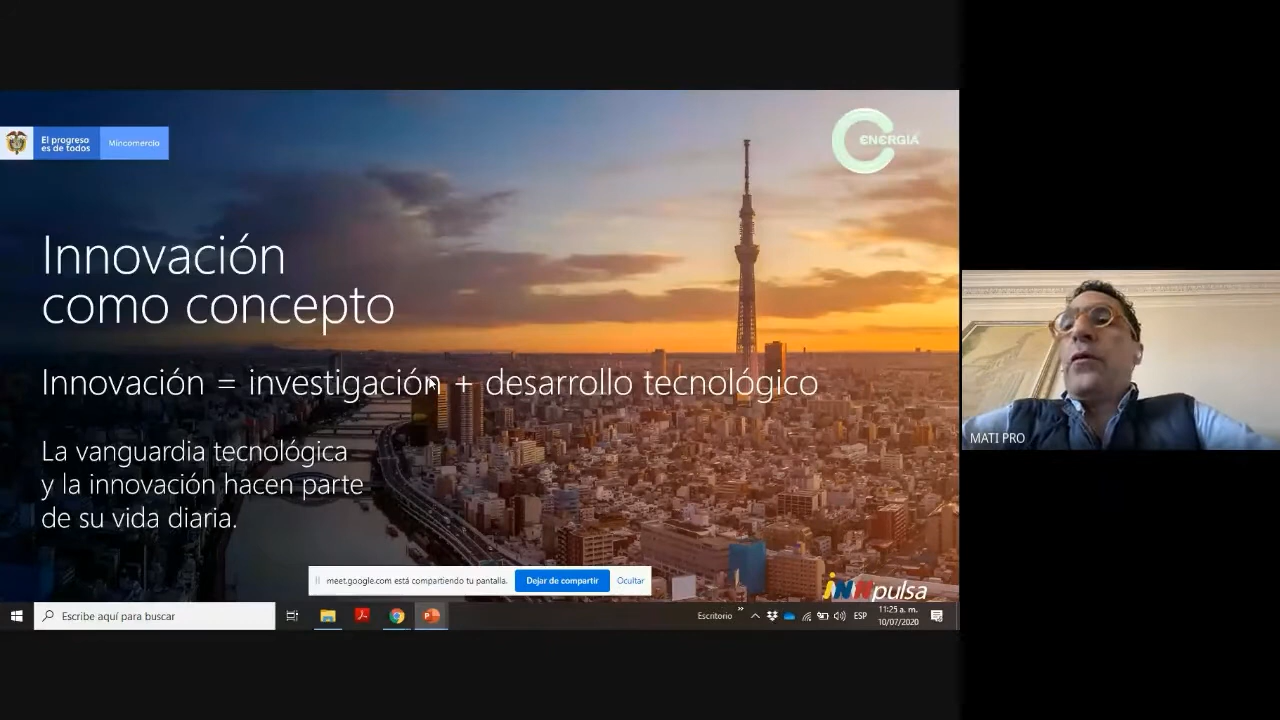 El progreso
es de todos
Mincomercio
ENERGÍA
Innovación
como concepto
Innovación = investigación + desarrollo tecnológico
La vanguardia tecnológica
y la innovación hacen parte
de su vida diaria.
MATI PRO
meet.google.com está compartiendo tu pantalla.
Dejar de compartir
Ocultar
iNNpulsa
Escribe aquí para buscar
Escritorio
ESP
11:25 a. m.
10/07/2020